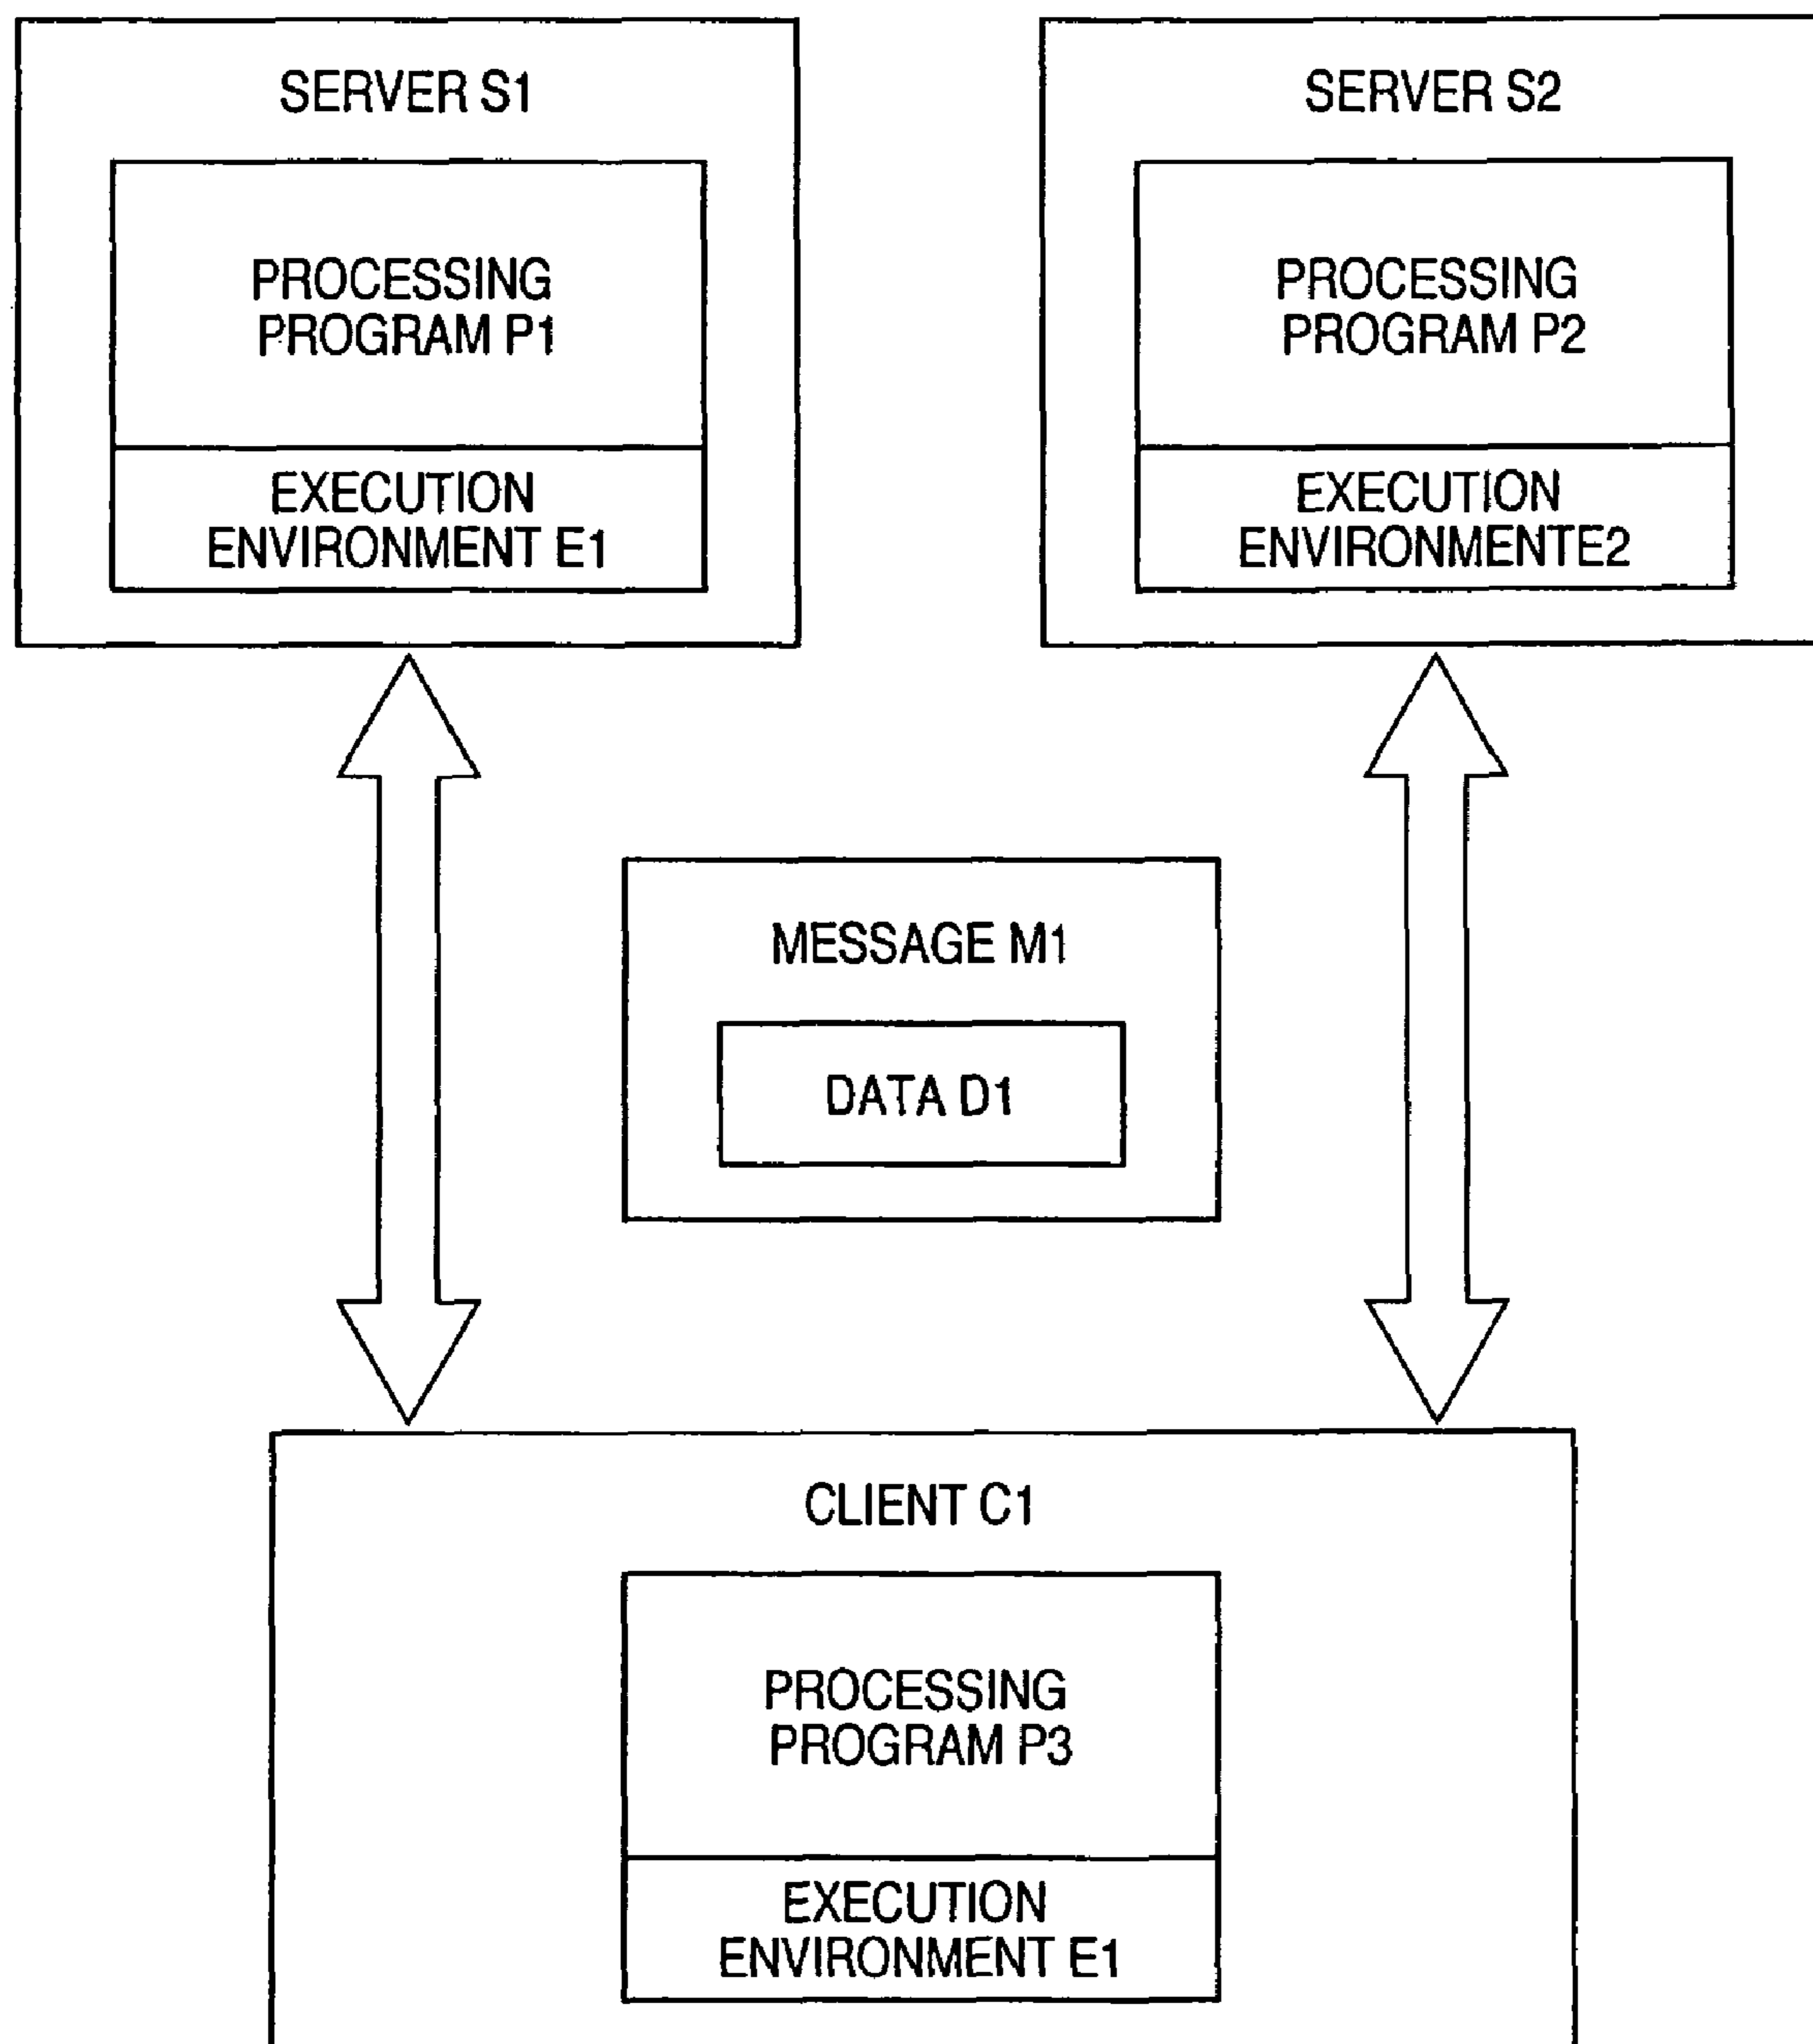 SERVER S1
PROCESSING
PROGRAM P1
EXECUTION
ENVIRONMENT E1
SERVER S2
PROCESSING
PROGRAM P2
EXECUTION
ENVIRONMENTE2
MESSAGE M1
DATA D1
CLIENT C1
PROCESSING
PROGRAM P3
EXECUTION
ENVIRONMENT E1